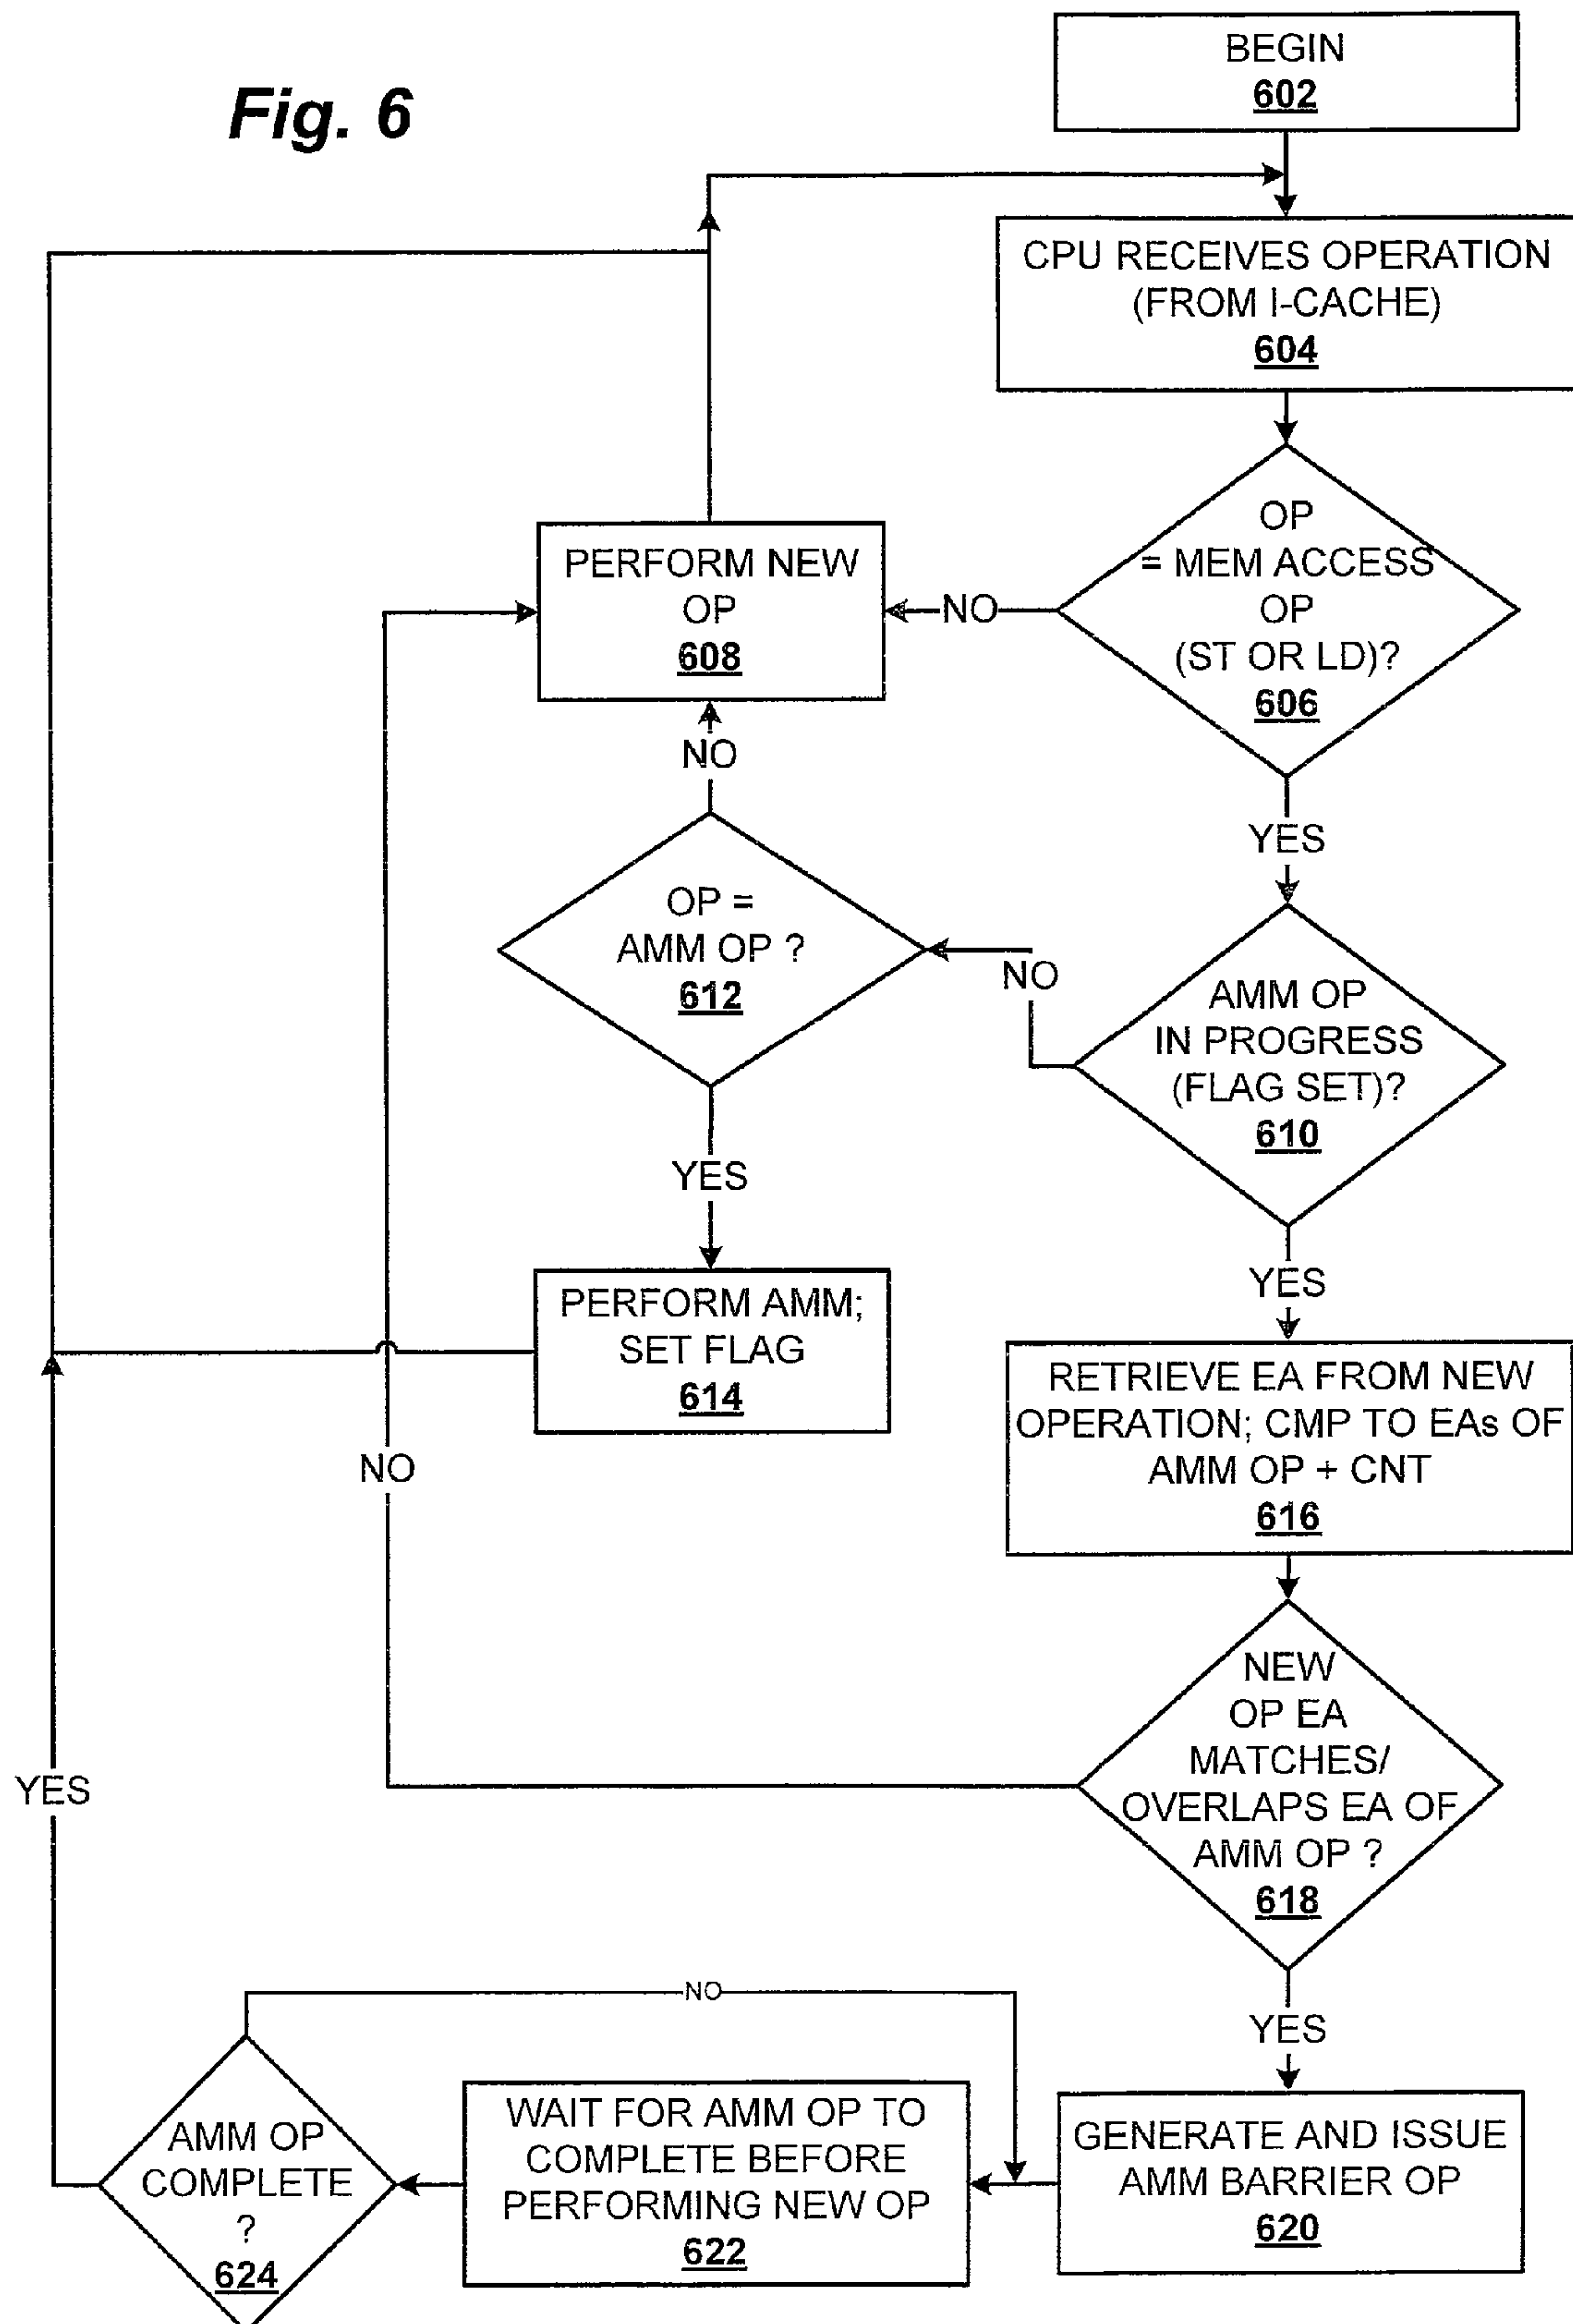 Fig. 6
BEGIN
602
CPU RECEIVES OPERATION
(FROM I-CACHE)
604
OP
= MEM ACCESS
OP
(ST OR LD)?
606
NO
PERFORM NEW
OP
608
YES
NO
OP =
AMM OP ?
612
NO
AMM OP
IN PROGRESS
(FLAG SET)?
610
YES
YES
PERFORM AMM;
SET FLAG
614
RETRIEVE EA FROM NEW
OPERATION; CMP TO EAs OF
AMM OP + CNT
616
NO
NEW
OP EA
MATCHES/
OVERLAPS EA OF
AMM OP ?
618
YES
NO
YES
GENERATE AND ISSUE
AMM BARRIER OP
620
WAIT FOR AMM OP TO
COMPLETE BEFORE
PERFORMING NEW OP
622
AMM OP
COMPLETE
?
624